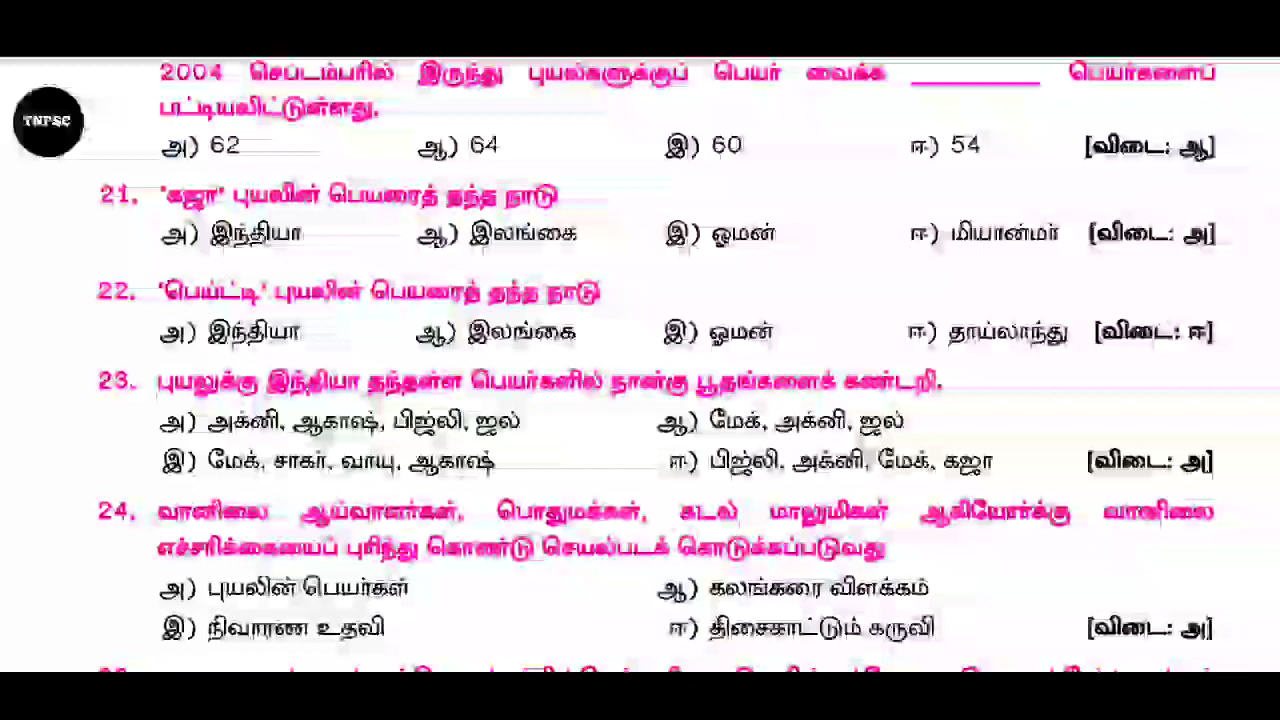 2004 செப்டம்பரில் இருந்து புயல்களுக்குப் பெயர் வைக்க ____________ பெயர்களைப்
பட்டியலிட்டுள்ளது.
TNPSC
அ) 62 ஆ) 64 இ) 60 ஈ) 54 [விடை: ஆ]
21. 'கஜா' புயலின் பெயரைத் தந்த நாடு
அ) இந்தியா ஆ) இலங்கை இ) ஓமன் ஈ) மியான்மர் [விடை: அ]
22. 'பெய்ட்டி' புயலின் பெயரைத் தந்த நாடு
அ) இந்தியா ஆ) இலங்கை இ) ஓமன் ஈ) தாய்லாந்து [விடை: ஈ]
23. புயலுக்கு இந்தியா தந்துள்ள பெயர்களில் நான்கு பூதங்களைக் கண்டறி.
அ) அக்னி, ஆகாஷ், பிஜ்லி, ஜல் ஆ) மேக், அக்னி, ஜல்
இ) மேக், சாகர், வாயு, ஆகாஷ் ஈ) பிஜ்லி, அக்னி, மேக், கஜா [விடை: அ]
24. வானிலை ஆய்வாளர்கள், பொதுமக்கள், கடல் மாலுமிகள் ஆகியோர்க்கு வானிலை
எச்சரிக்கையைப் புரிந்து கொண்டு செயல்படக் கொடுக்கப்படுவது
அ) புயலின் பெயர்கள் ஆ) கலங்கரை விளக்கம்
இ) நிவாரண உதவி ஈ) திசைகாட்டும் கருவி [விடை: அ]